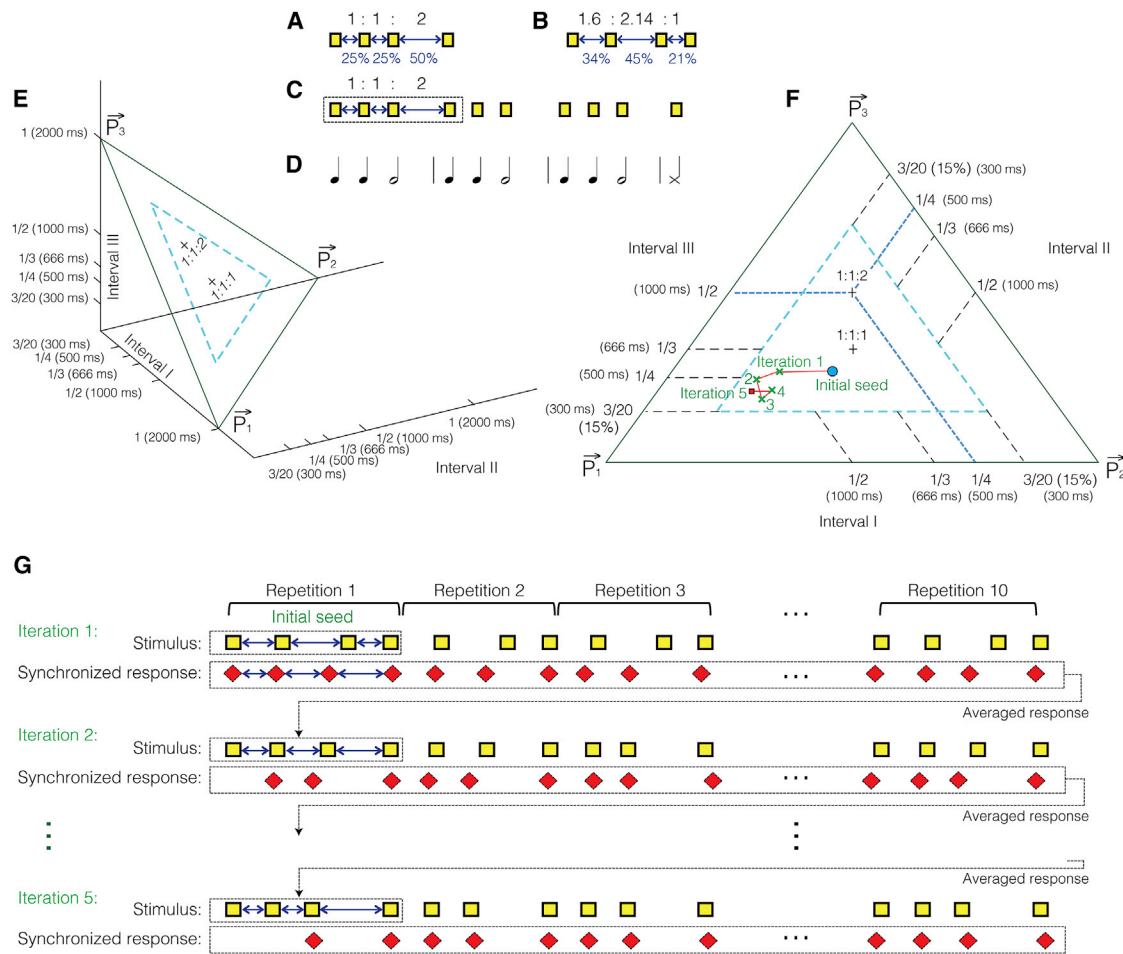 A
1 : 1 : 2
25% 25% 50%
B
1.6 : 2.14 : 1
34% 45% 21%
C
1 : 1 : 2
D
E
P3
1 (2000 ms)
1/2 (1000 ms)
1/3 (666 ms)
1/4 (500 ms)
3/20 (300 ms)
Interval III
1:1:2
1:1:1
P2
3/20 (300 ms)
1/4 (500 ms)
1/3 (666 ms)
1/2 (1000 ms)
Interval I
1 (2000 ms)
P1
1 (2000 ms)
1/2 (1000 ms)
1/3 (666 ms)
1/4 (500 ms)
3/20 (300 ms)
Interval II
F
P3
3/20 (15%) (300 ms)
1/4 (500 ms)
1/3 (666 ms)
Interval III
Interval II
1:1:2
(1000 ms) 1/2
1/2 (1000 ms)
1:1:1
(666 ms) 1/3
Iteration 1
(500 ms) 1/4
2
Initial seed
Iteration 5
4
3
(300 ms) 3/20
(15%)
P1
P2
1/2 1/3 1/4 3/20 (15%)
(1000 ms) (666 ms) (500 ms) (300 ms)
Interval I
G
Repetition 1 Repetition 2 Repetition 3 ... Repetition 10
Initial seed
Iteration 1:
Stimulus:
Synchronized response: ...
Averaged response
Iteration 2:
Stimulus:
Synchronized response: ...
Averaged response
Averaged response
Iteration 5:
Stimulus:
Synchronized response: ...